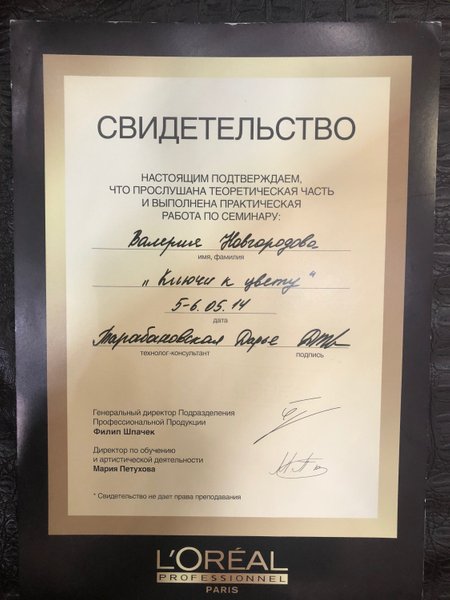 СВИДЕТЕЛЬСТВО
НАСТОЯЩИМ ПОДТВЕРЖДАЕМ,
ЧТО ПРОСЛУШАНА ТЕОРЕТИЧЕСКАЯ ЧАСТЬ
И ВЫПОЛНЕНА ПРАКТИЧЕСКАЯ
РАБОТА ПО СЕМИНАРУ:
Валерия Новгородова
имя, фамилия
„Ключи к цвету“
5-6.05.14
дата
Тарабановская Дарье
технолог-консультант подпись
Генеральный директор Подразделения
Профессиональной Продукции
Филип Шпачек
Директор по обучению
и артистической деятельности
Мария Петухова
* Свидетельство не дает права преподавания
L'ORÉAL
PROFESSIONNEL
PARIS